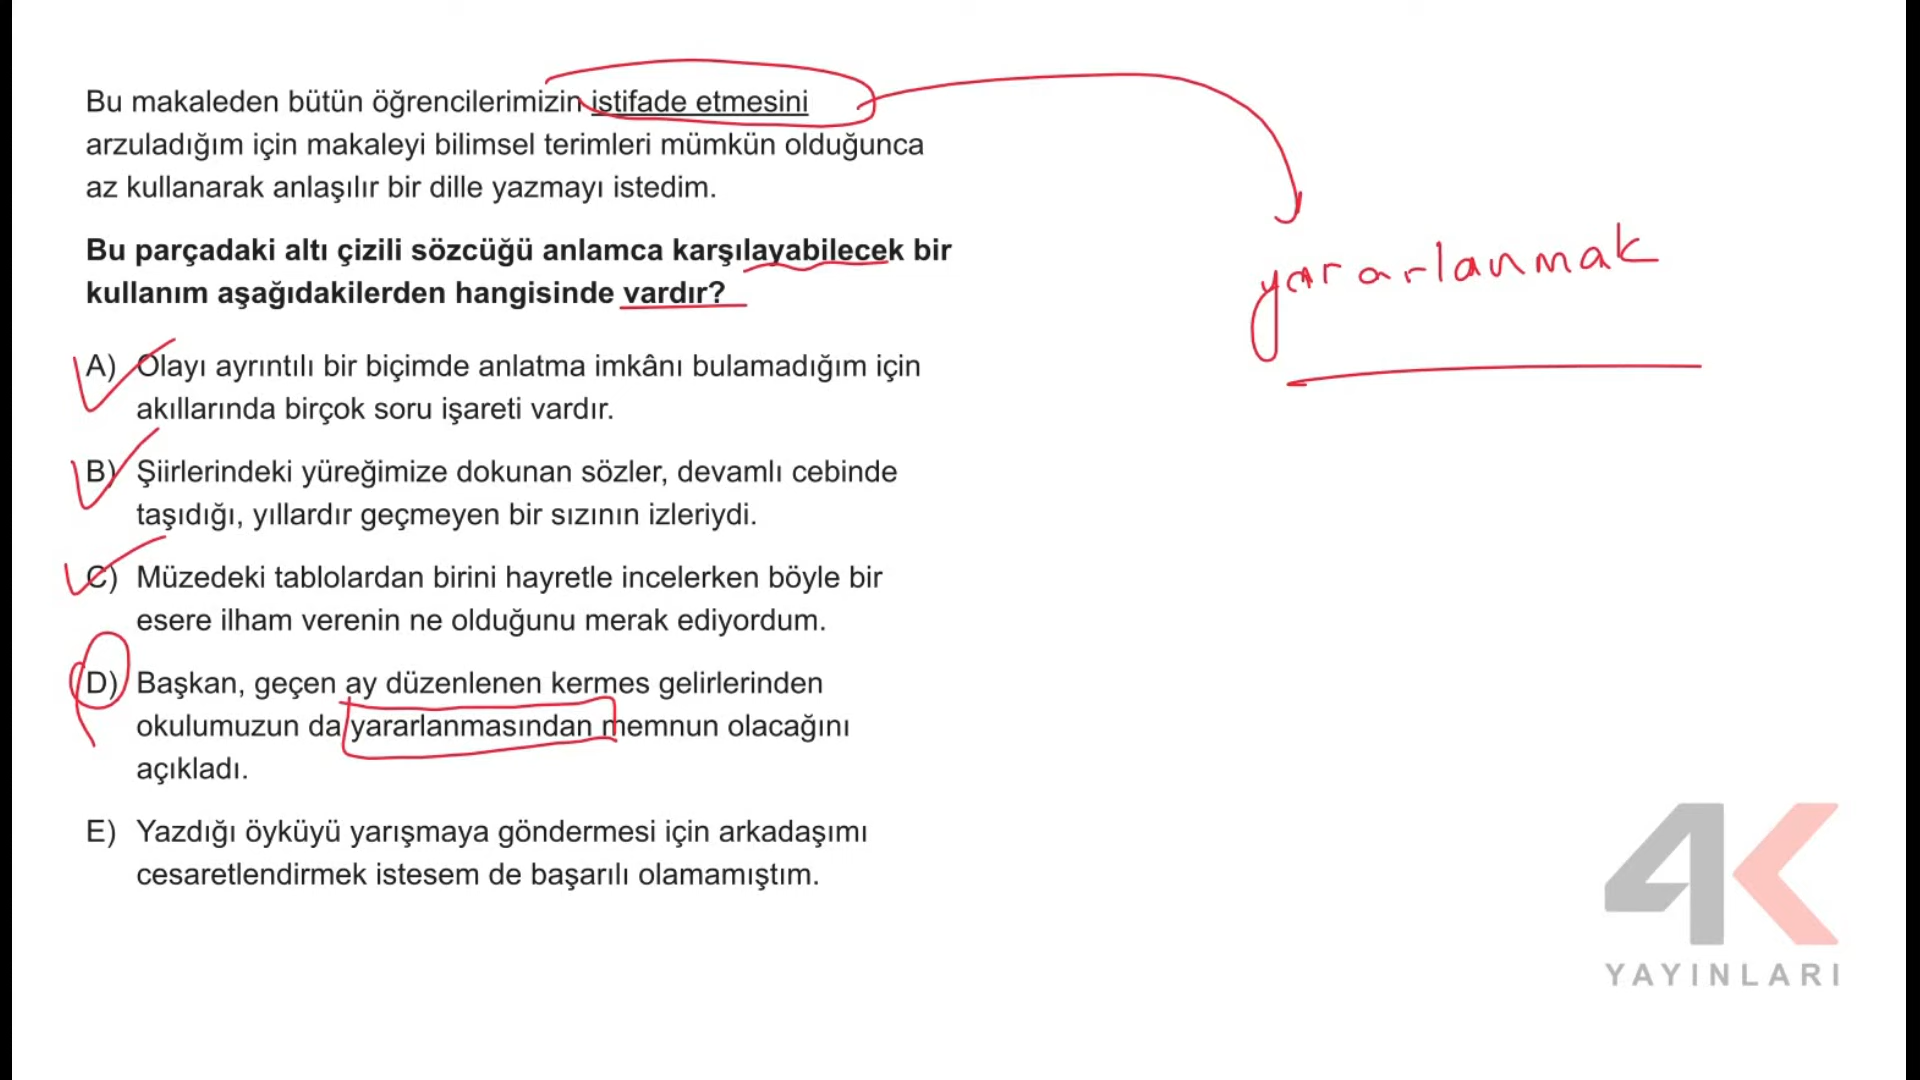 Bu makaleden bütün öğrencilerimizin istifade etmesini
arzuladığım için makaleyi bilimsel terimleri mümkün olduğunca
az kullanarak anlaşılır bir dille yazmayı istedim.
Bu parçadaki altı çizili sözcüğü anlamca karşılayabilecek bir
kullanım aşağıdakilerden hangisinde vardır?
yararlanmak
A) Olayı ayrıntılı bir biçimde anlatma imkânı bulamadığım için
akıllarında birçok soru işareti vardır.
B) Şiirlerindeki yüreğimize dokunan sözler, devamlı cebinde
taşıdığı, yıllardır geçmeyen bir sızının izleriydi.
C) Müzedeki tablolardan birini hayretle incelerken böyle bir
esere ilham verenin ne olduğunu merak ediyordum.
D) Başkan, geçen ay düzenlenen kermes gelirlerinden
okulumuzun da yararlanmasından memnun olacağını
açıkladı.
E) Yazdığı öyküyü yarışmaya göndermesi için arkadaşımı
cesaretlendirmek istesem de başarılı olamamıştım.
4K
YAYINLARI